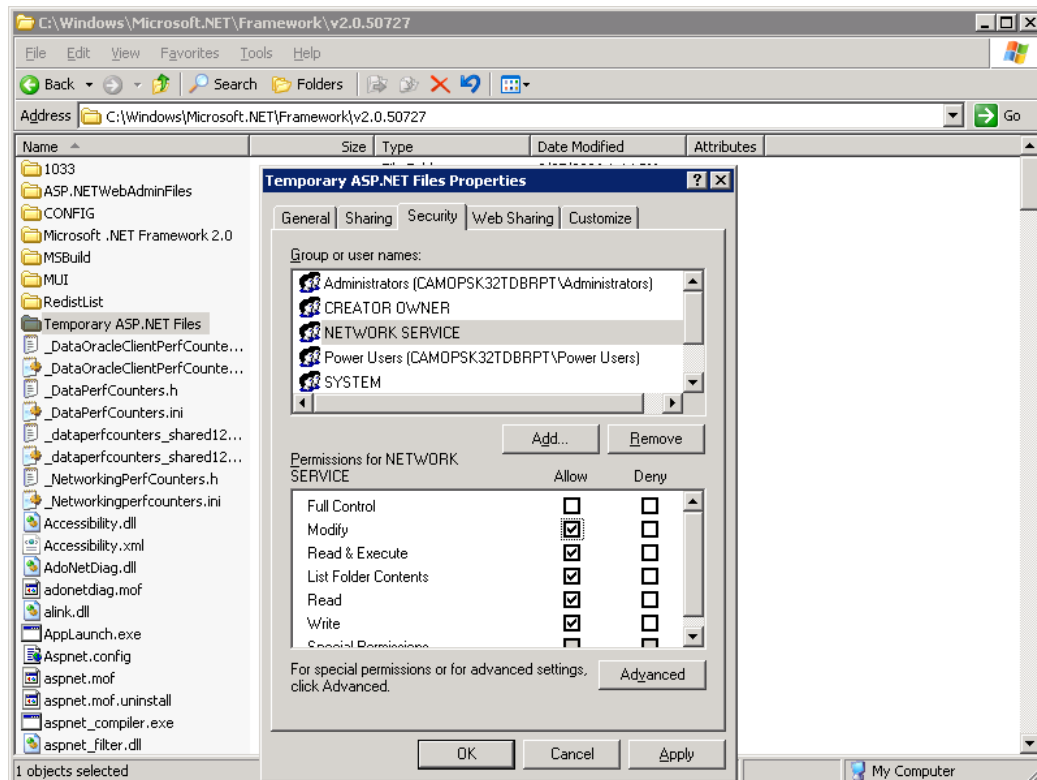 C:\Windows\Microsoft.NET\Framework\v2.0.50727
File Edit View Favorites Tools Help
Back Search Folders
Address C:\Windows\Microsoft.NET\Framework\v2.0.50727 Go
Name Size Type Date Modified Attributes
1033
ASP.NETWebAdminFiles
CONFIG
Microsoft .NET Framework 2.0
MSBuild
MUI
RedistList
Temporary ASP.NET Files
_DataOracleClientPerfCounte...
_DataOracleClientPerfCounte...
_DataPerfCounters.h
_DataPerfCounters.ini
_dataperfcounters_shared12...
_dataperfcounters_shared12...
_NetworkingPerfCounters.h
_Networkingperfcounters.ini
Accessibility.dll
Accessibility.xml
AdoNetDiag.dll
adonetdiag.mof
alink.dll
AppLaunch.exe
Aspnet.config
aspnet.mof
aspnet.mof.uninstall
aspnet_compiler.exe
aspnet_filter.dll
Temporary ASP.NET Files Properties
General Sharing Security Web Sharing Customize
Group or user names:
Administrators (CAMOPSK32TDBRPT\Administrators)
CREATOR OWNER
NETWORK SERVICE
Power Users (CAMOPSK32TDBRPT\Power Users)
SYSTEM
Add... Remove
Permissions for NETWORK
SERVICE Allow Deny
Full Control
Modify
Read & Execute
List Folder Contents
Read
Write
Special Permissions
For special permissions or for advanced settings,
click Advanced.
Advanced
OK Cancel Apply
1 objects selected
My Computer